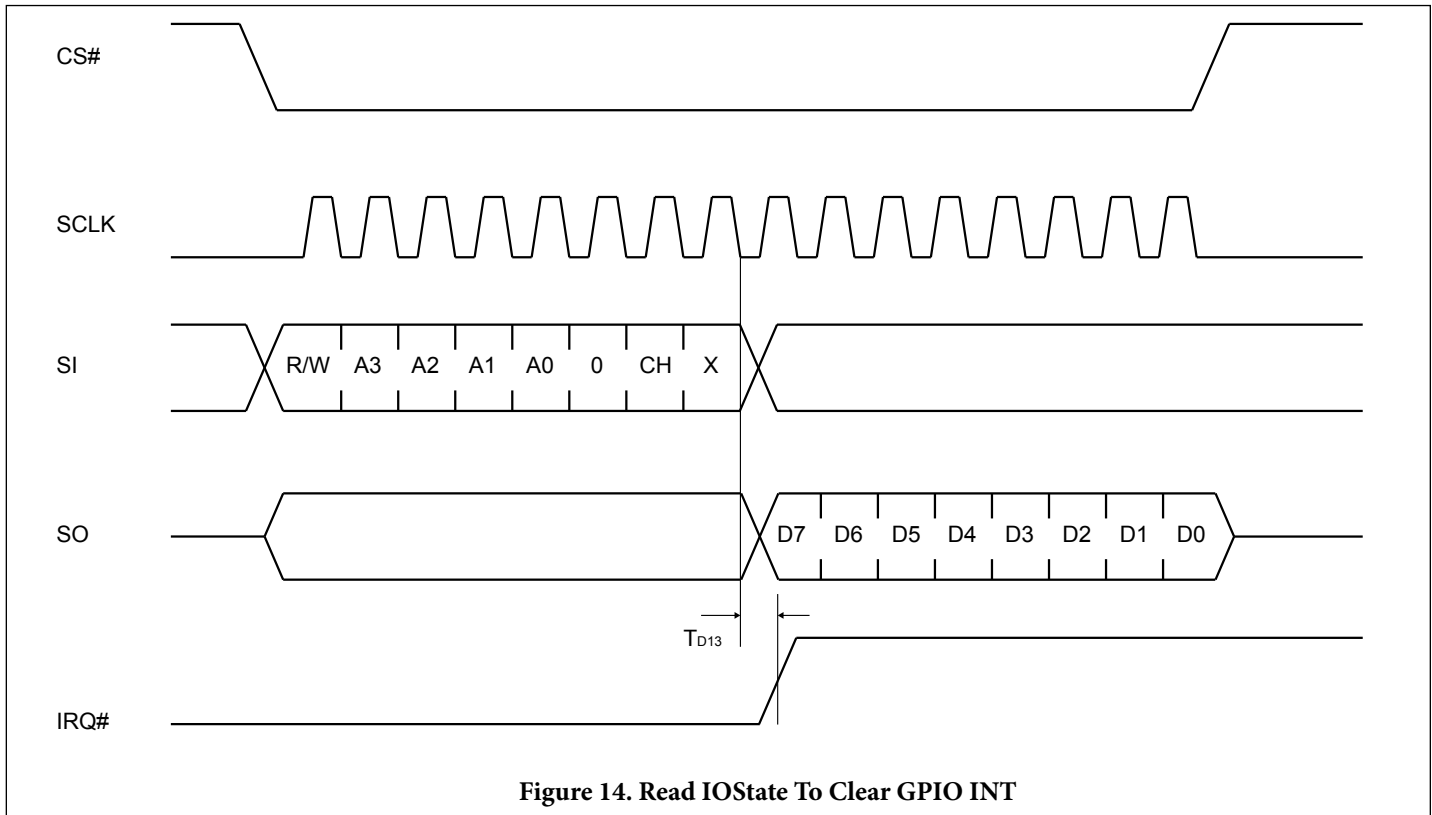 CS#
SCLK
SI
R/W A3 A2 A1 A0 0 CH X
SO
D7 D6 D5 D4 D3 D2 D1 D0
TD13
IRQ#
Figure 14. Read IOState To Clear GPIO INT